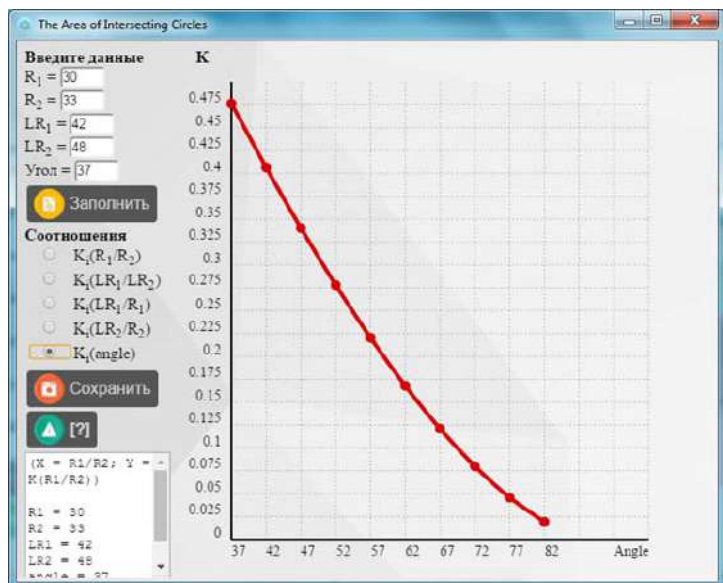 The Area of Intersecting Circles
Введите данные
R1 = 30
R2 = 33
LR1 = 42
LR2 = 48
Угол = 37
Заполнить
Соотношения
Ki(R1/R2)
Ki(LR1/LR2)
Ki(LR1/R1)
Ki(LR2/R2)
Ki(angle)
Сохранить
[?]
(X = R1/R2; Y =
K(R1/R2))
R1 = 30
R2 = 33
LR1 = 42
LR2 = 48
angle = 37
K
0.475
0.45
0.425
0.4
0.375
0.35
0.325
0.3
0.275
0.25
0.225
0.2
0.175
0.15
0.125
0.1
0.075
0.05
0.025
0
37 42 47 52 57 62 67 72 77 82 Angle